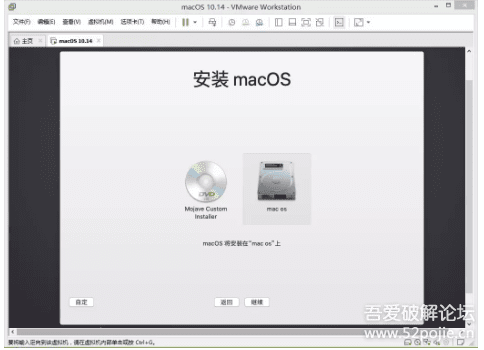 macOS 10.14 - VMware Workstation
文件(F) 编辑(E) 查看(V) 虚拟机(M) 选项卡(T) 帮助(H)
主页 macOS 10.14
安装 macOS
DVD
Mojave Custom Installer
mac os
macOS 将安装在“mac os”上
自定 返回 继续
吾爱破解论坛
www.52pojie.cn
要将输入定向到该虚拟机，请在虚拟机内部单击或按 Ctrl+G。